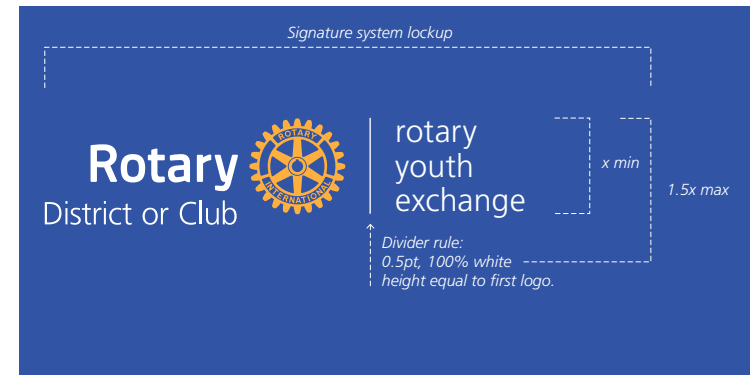 Signature system lockup
Rotary
District or Club
ROTARY
INTERNATIONAL
rotary
youth
exchange
x min
1.5x max
Divider rule:
0.5pt, 100% white
height equal to first logo.